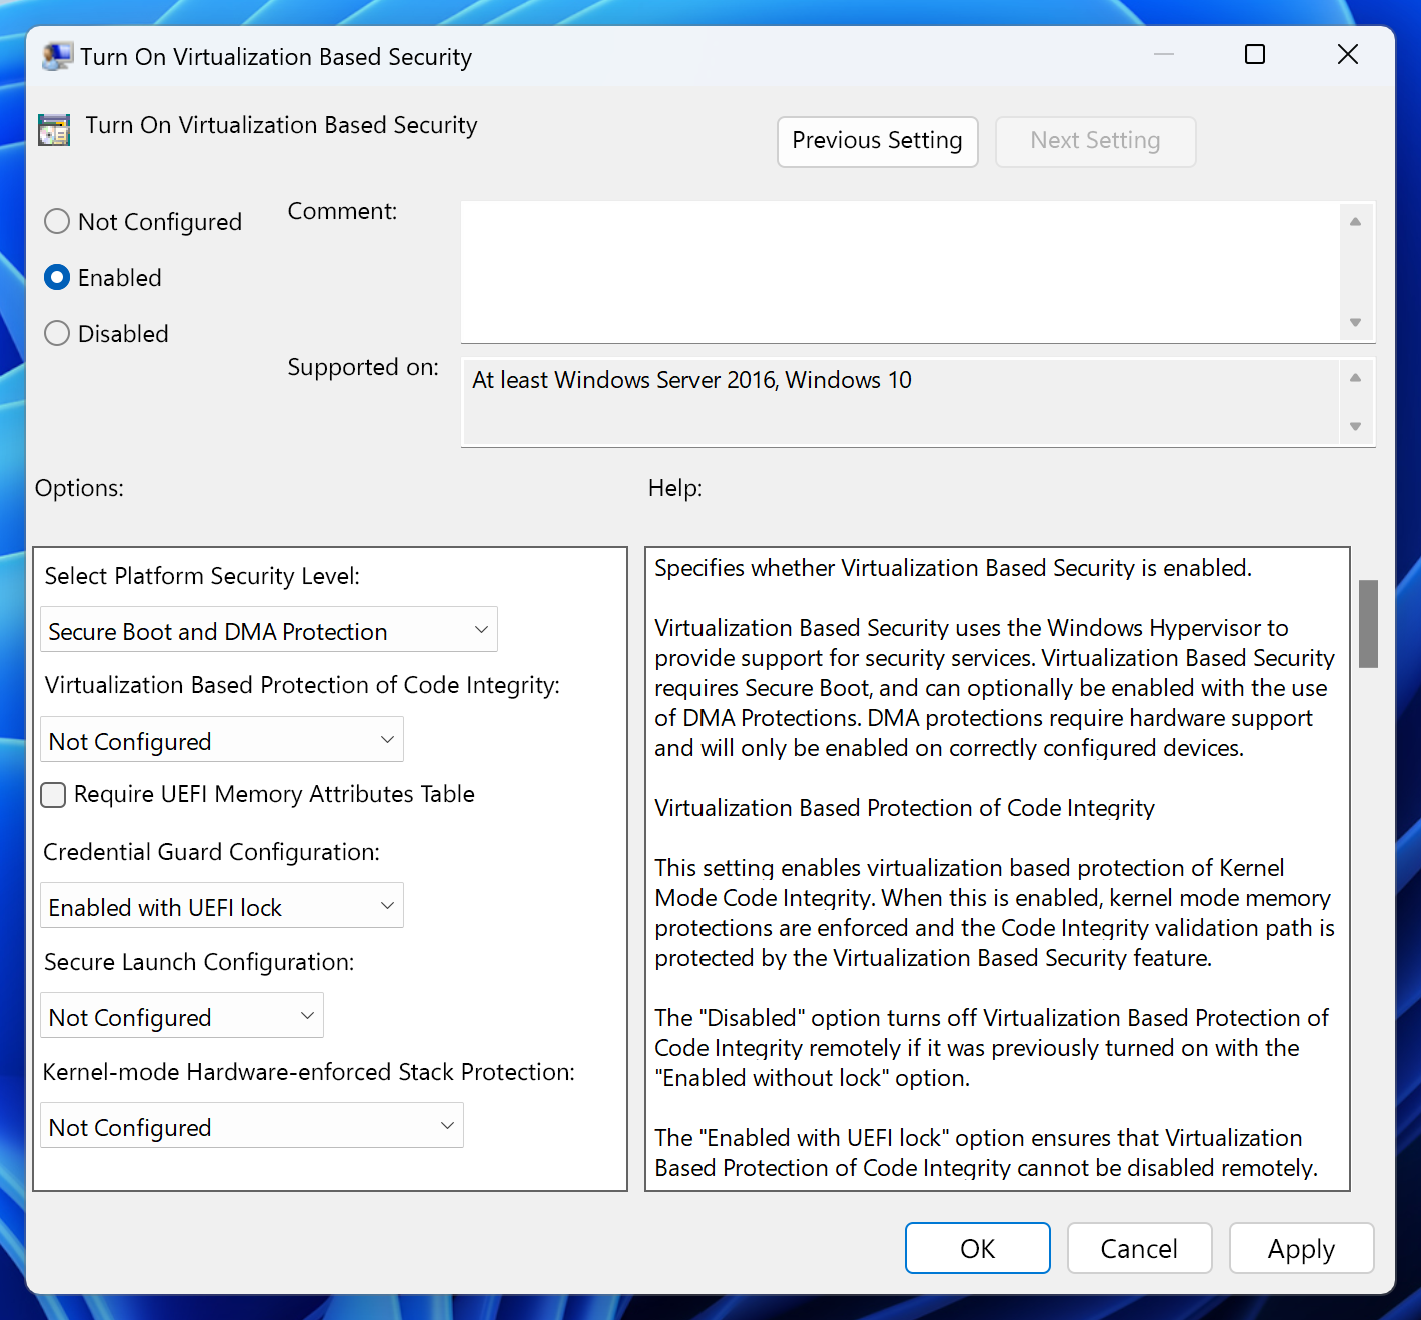 Turn On Virtualization Based Security
Turn On Virtualization Based Security
Previous Setting
Next Setting
Not Configured
Comment:
Enabled
Disabled
Supported on:
At least Windows Server 2016, Windows 10
Options:
Help:
Select Platform Security Level:
Secure Boot and DMA Protection
Virtualization Based Protection of Code Integrity:
Not Configured
Require UEFI Memory Attributes Table
Credential Guard Configuration:
Enabled with UEFI lock
Secure Launch Configuration:
Not Configured
Kernel-mode Hardware-enforced Stack Protection:
Not Configured
Specifies whether Virtualization Based Security is enabled.
Virtualization Based Security uses the Windows Hypervisor to
provide support for security services. Virtualization Based Security
requires Secure Boot, and can optionally be enabled with the use
of DMA Protections. DMA protections require hardware support
and will only be enabled on correctly configured devices.
Virtualization Based Protection of Code Integrity
This setting enables virtualization based protection of Kernel
Mode Code Integrity. When this is enabled, kernel mode memory
protections are enforced and the Code Integrity validation path is
protected by the Virtualization Based Security feature.
The "Disabled" option turns off Virtualization Based Protection of
Code Integrity remotely if it was previously turned on with the
"Enabled without lock" option.
The "Enabled with UEFI lock" option ensures that Virtualization
Based Protection of Code Integrity cannot be disabled remotely.
OK
Cancel
Apply